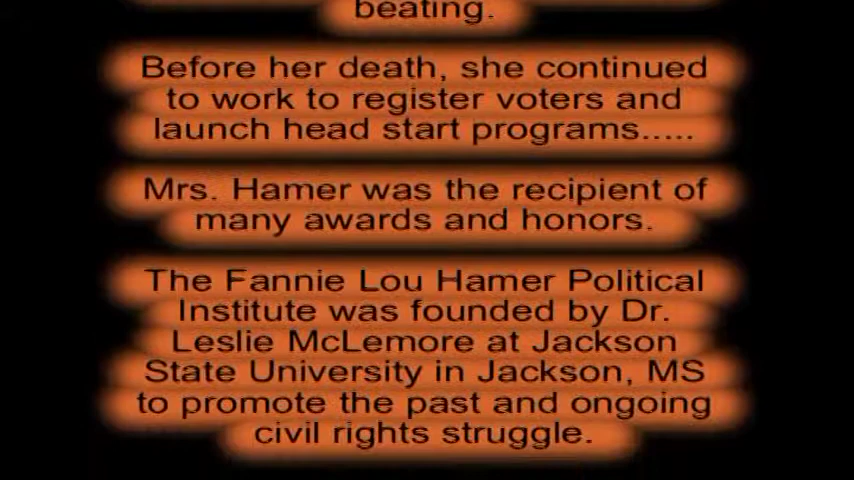 beating.
Before her death, she continued
to work to register voters and
launch head start programs.....
Mrs. Hamer was the recipient of
many awards and honors.
The Fannie Lou Hamer Political
Institute was founded by Dr.
Leslie McLemore at Jackson
State University in Jackson, MS
to promote the past and ongoing
civil rights struggle.